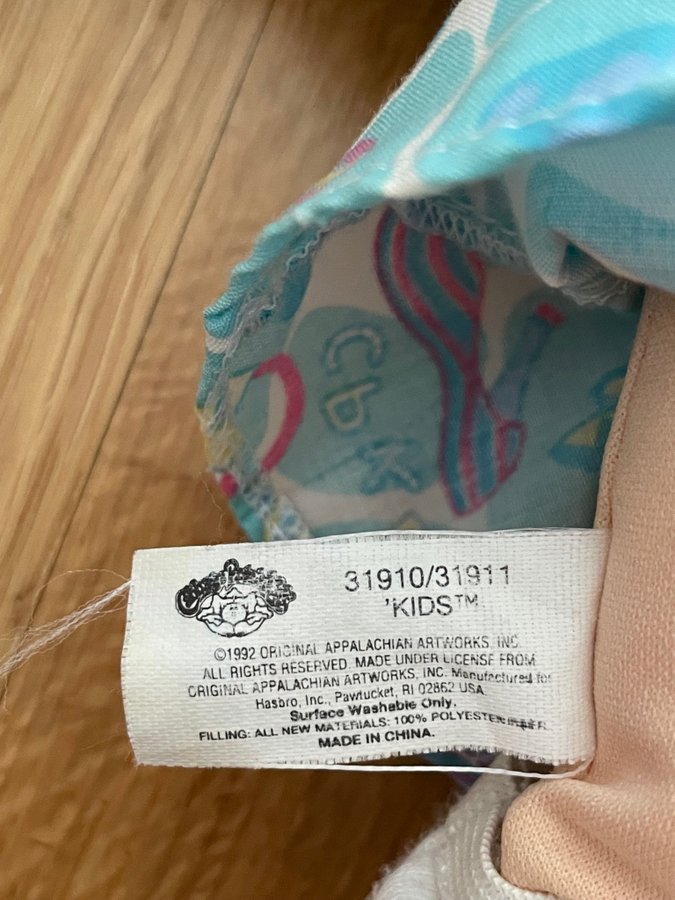 CbK
31910/31911
'KIDS™
©1992 ORIGINAL APPALACHIAN ARTWORKS, INC.
ALL RIGHTS RESERVED. MADE UNDER LICENSE FROM
ORIGINAL APPALACHIAN ARTWORKS, INC. Manufactured for
Hasbro, Inc., Pawtucket, RI 02862 USA.
Surface Washable Only.
FILLING: ALL NEW MATERIALS: 100% POLYESTER
MADE IN CHINA.